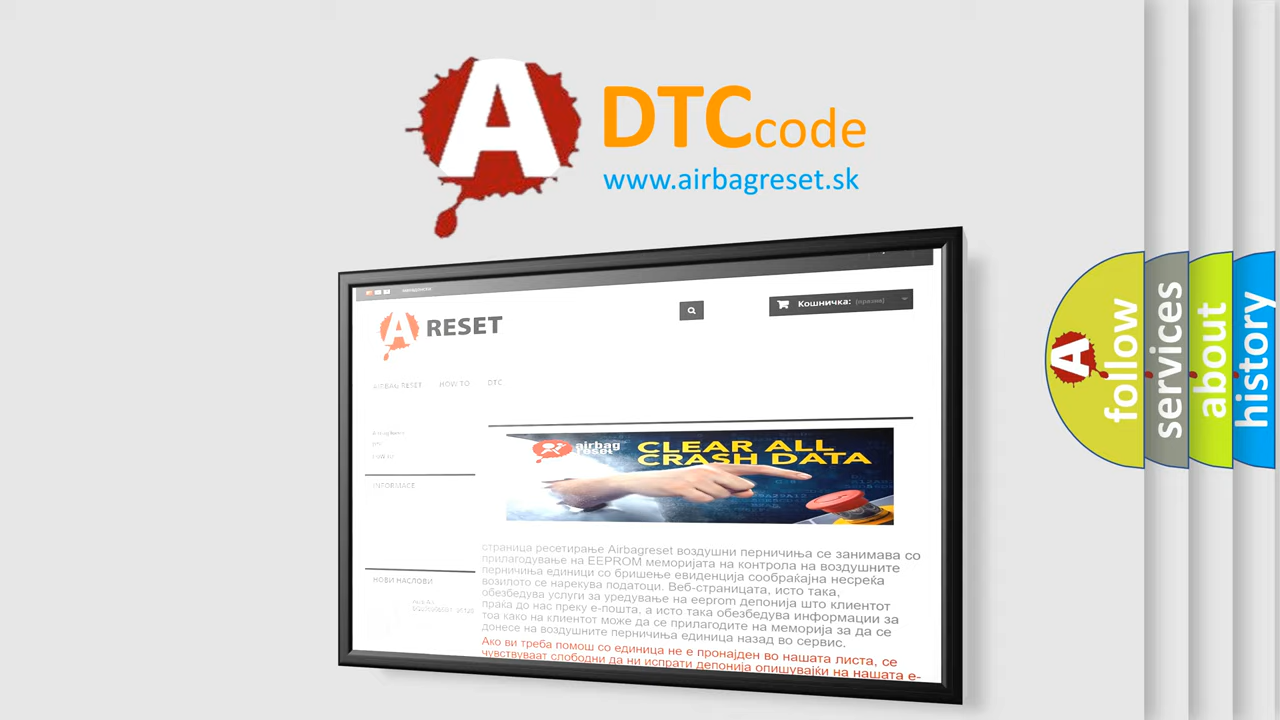 A
DTC code
www.airbagreset.sk
A RESET
Кошничка: (празна)
AIRBAG RESET HOW TO DTC
INFORMACE
airbag reset
CLEAR ALL
CRASH DATA
страница ресетирање Airbagreset воздушни перничиња се занимава со
прилагодување на EEPROM меморијата на контрола на воздушните
перничиња единици со бришење евиденција сообраќајна несреќа
возилото се нарекува податоци. Веб-страницата, исто така,
обезбедува услуги за уредување на eeprom депонија што клиентот
праќа до нас преку е-пошта, а исто така обезбедува информации за
тоа како на клиентот може да се прилагодите на меморија за да се
донесе на воздушните перничиња единица назад во сервис.
Ако ви треба помош со единица не е пронајден во нашата листа, се
чувствуваат слободни да ни испрати депонија опишувајќи на нашата е-
НОВИ НАСЛОВИ
A
follow
services
about
history